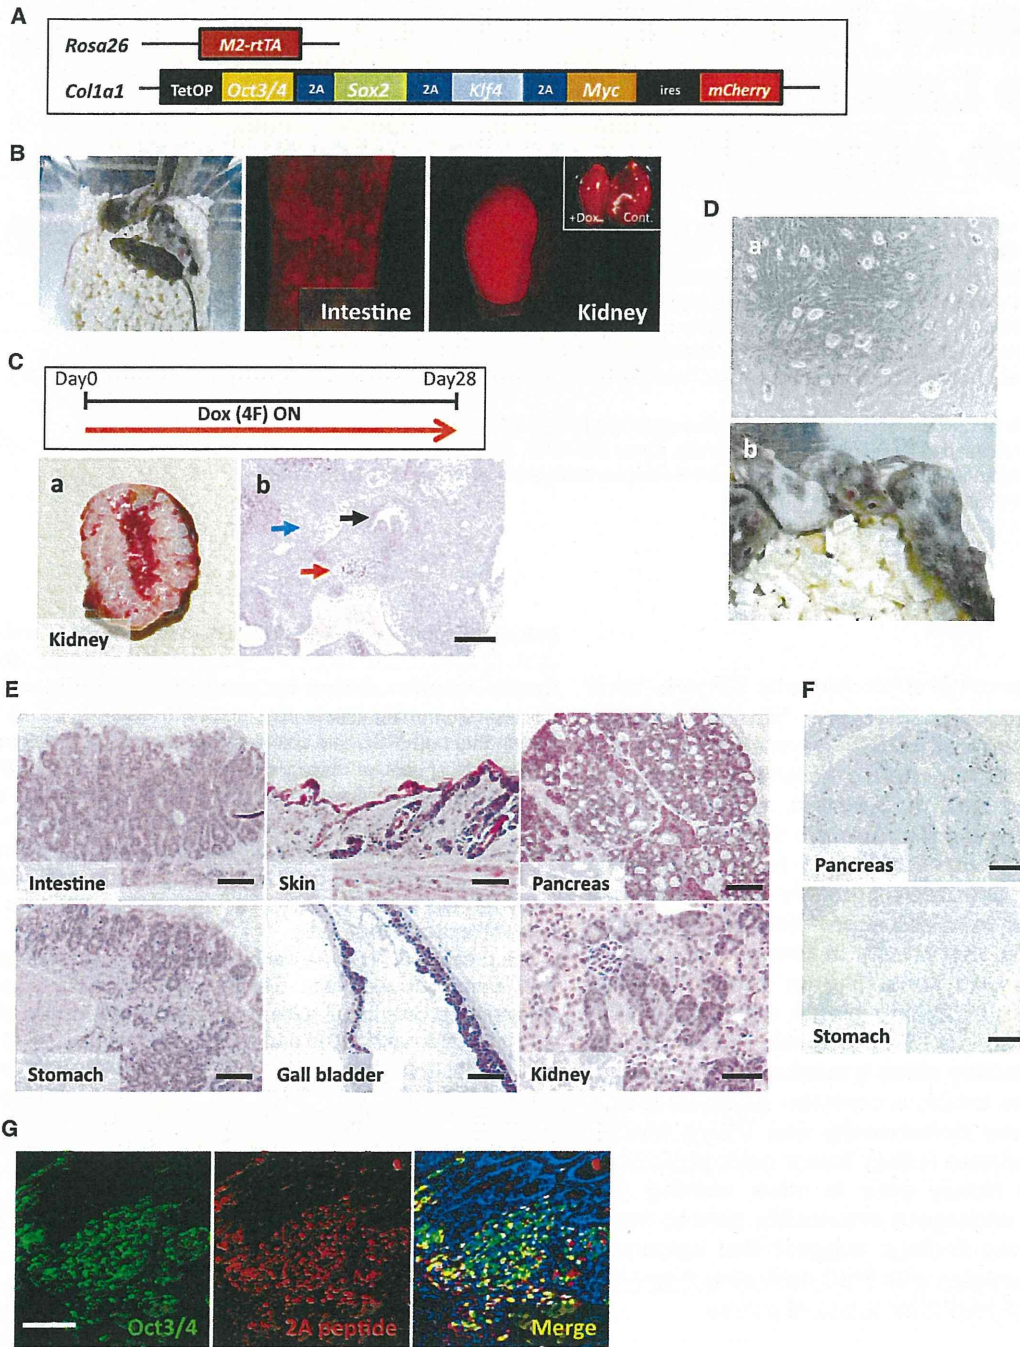 A
Rosa26
M2-rtTA
Col1a1
TetOP Oct3/4 2A Sox2 2A Klf4 2A Myc ires mCherry
B
Intestine
+Dox Cont.
Kidney
C
Day0 Day28
Dox (4F) ON
a
Kidney
b
D
a
b
E
Intestine
Skin
Pancreas
Stomach
Gall bladder
Kidney
F
Pancreas
Stomach
G
Oct3/4
2A peptide
Merge